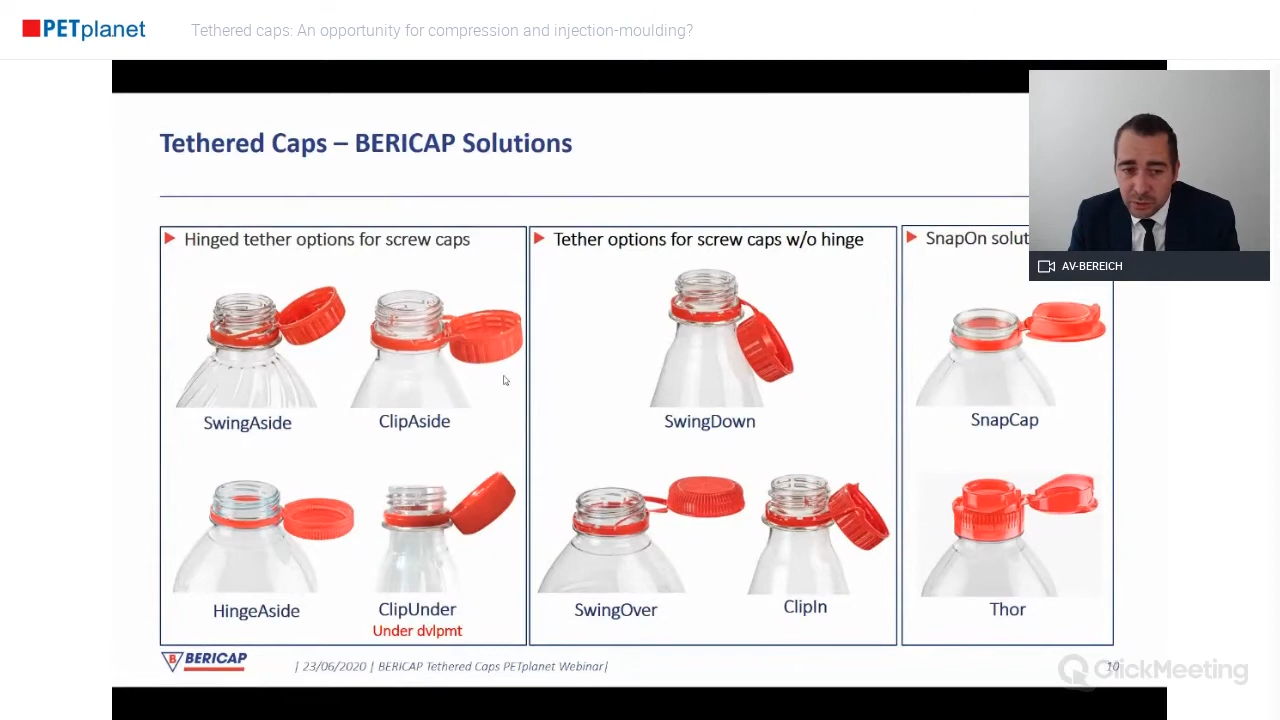 PETplanet
Tethered caps: An opportunity for compression and injection-moulding?
Tethered Caps – BERICAP Solutions
AV-BEREICH
Hinged tether options for screw caps
SwingAside
ClipAside
HingeAside
ClipUnder
Under dvlpmt
Tether options for screw caps w/o hinge
SwingDown
SwingOver
ClipIn
SnapOn solut
SnapCap
Thor
B BERICAP
| 23/06/2020 | BERICAP Tethered Caps PETplanet Webinar|
10
ClickMeeting